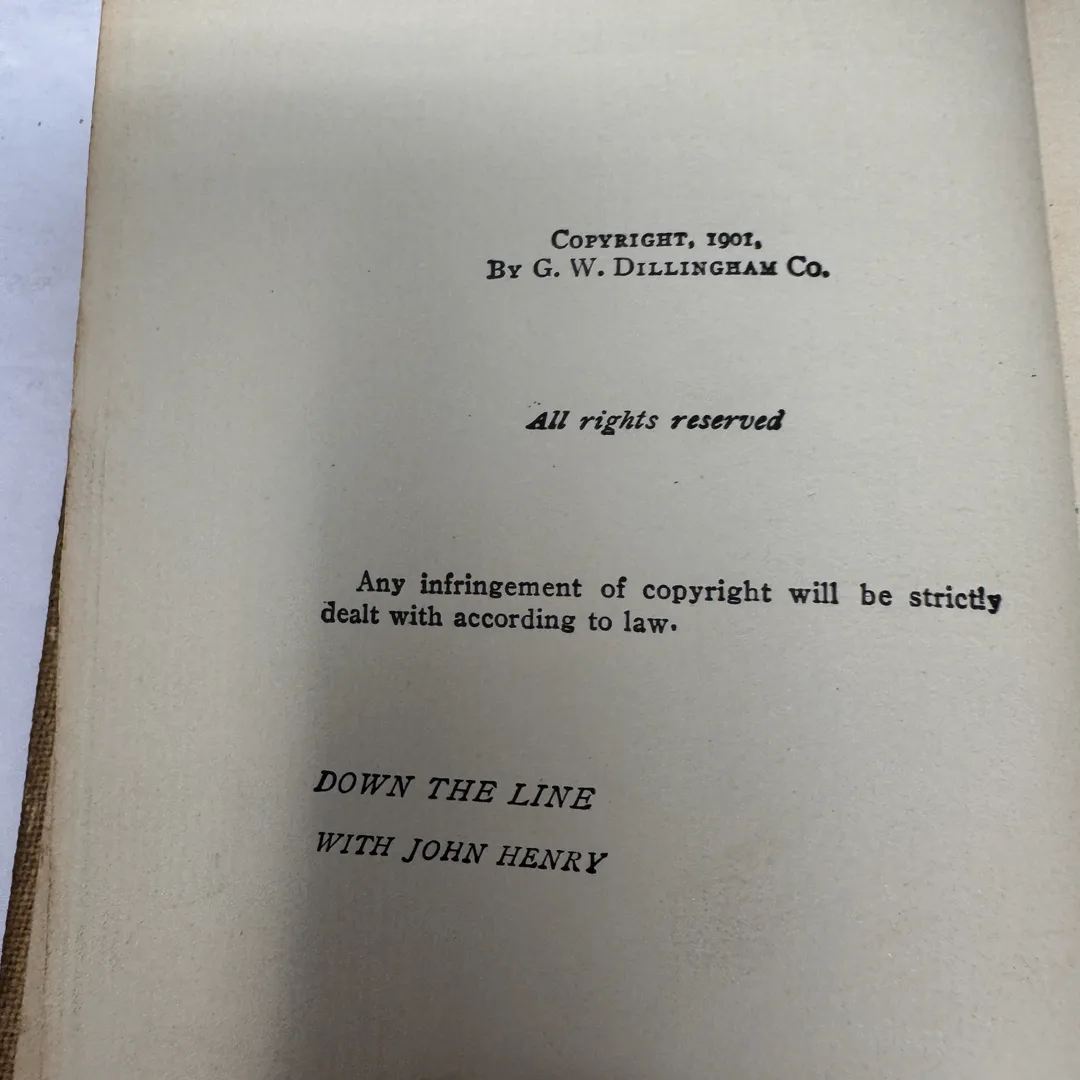 COPYRIGHT, 1901,
BY G. W. DILLINGHAM CO.
All rights reserved
Any infringement of copyright will be strictly
dealt with according to law.
DOWN THE LINE
WITH JOHN HENRY